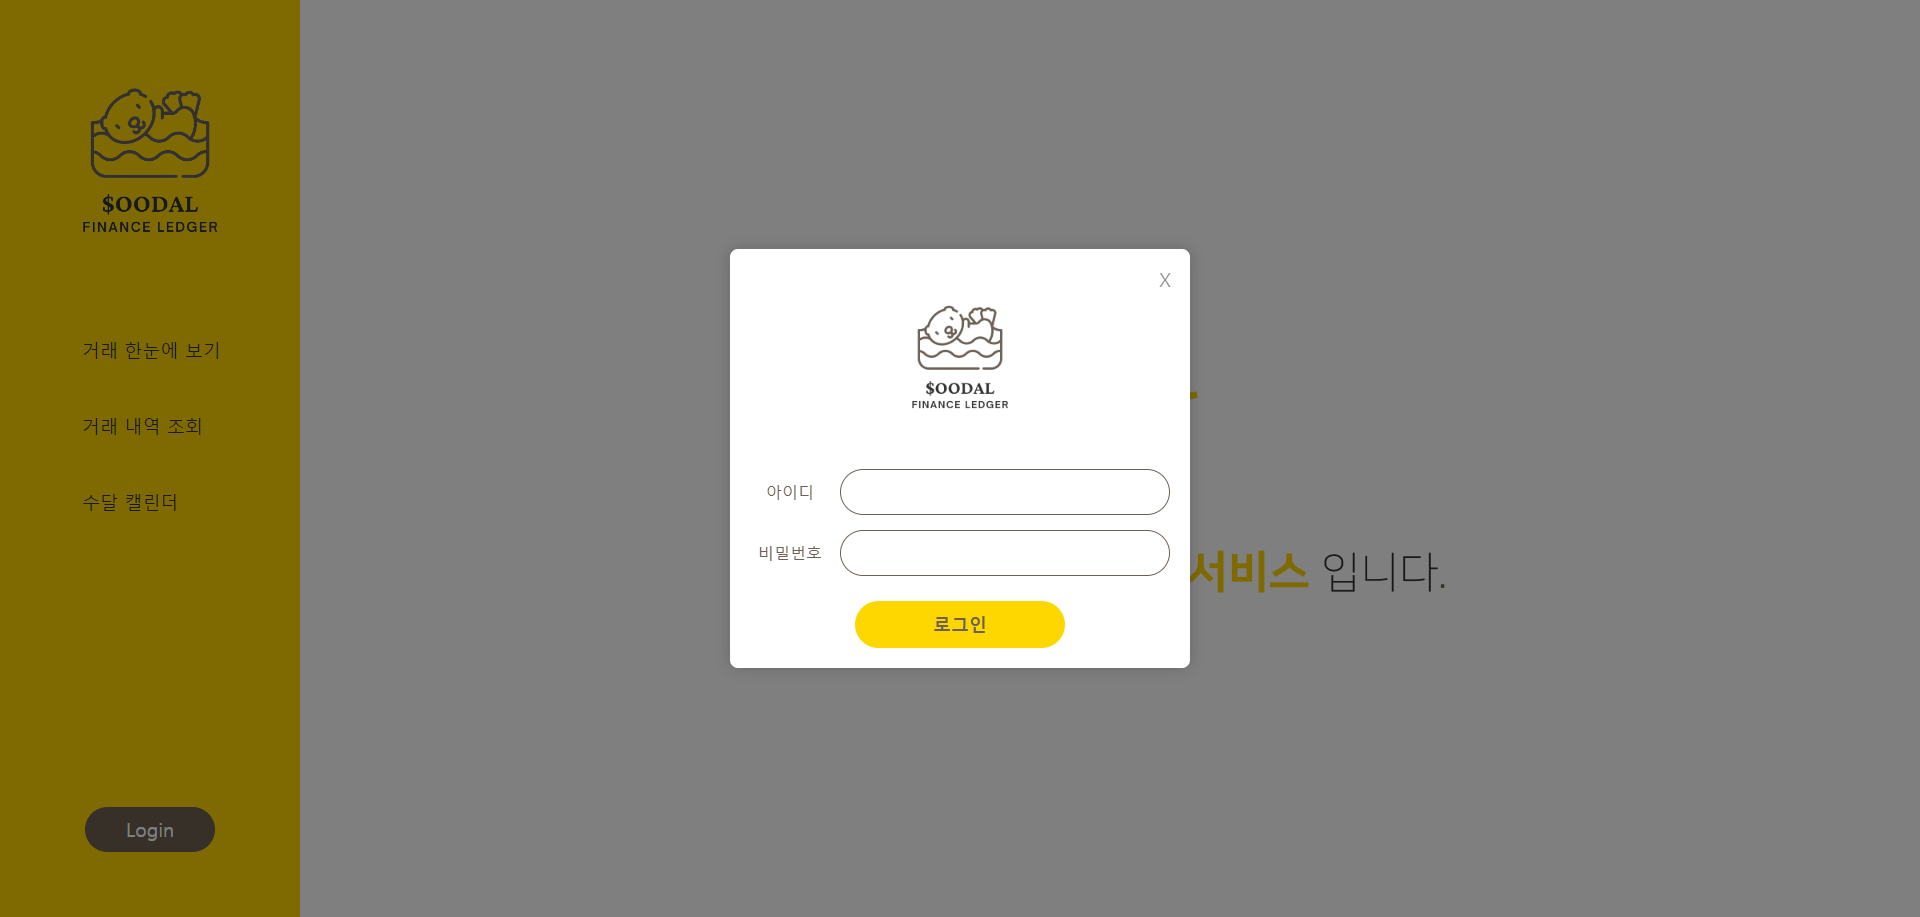 $OODAL
FINANCE LEDGER
거래 한눈에 보기
거래 내역 조회
수달 캘린더
Login
X
$OODAL
FINANCE LEDGER
아이디
비밀번호
로그인
서비스 입니다.